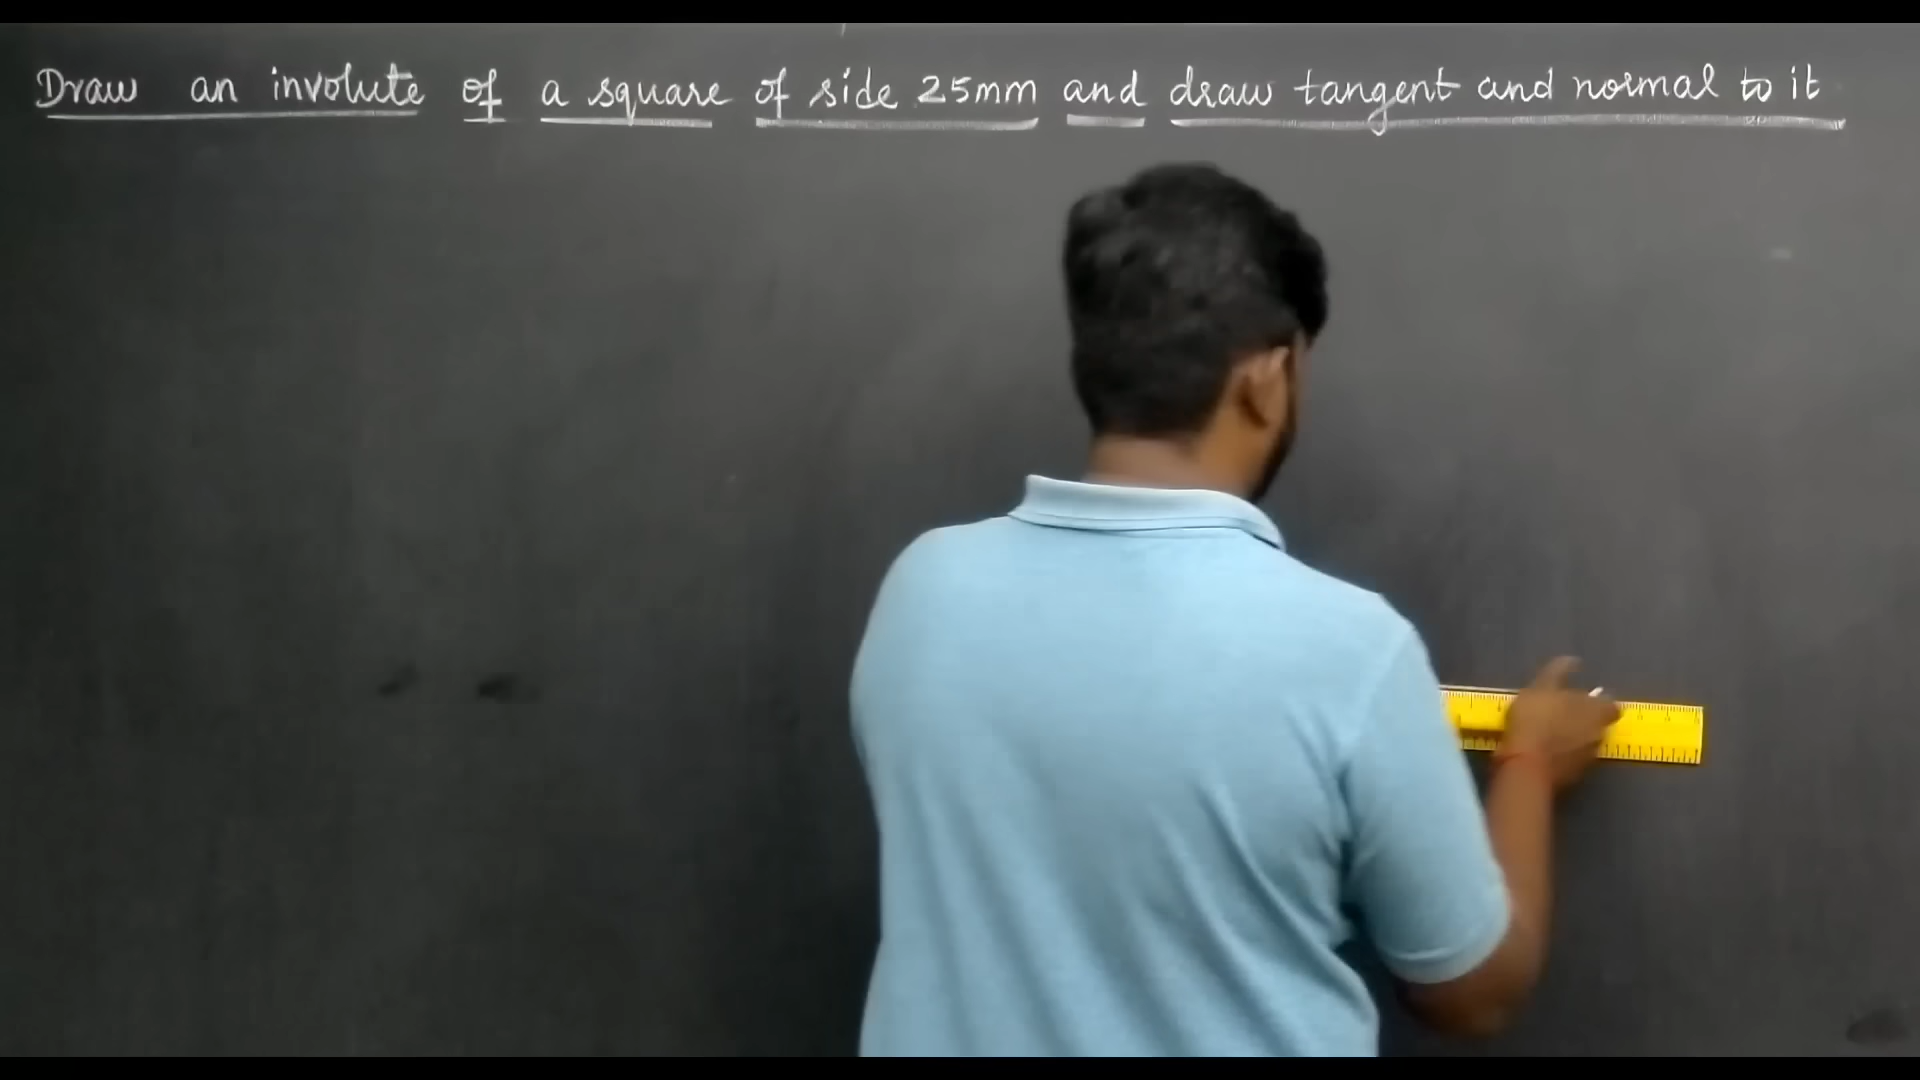 Draw an involute of a square of side 25mm and draw tangent and normal to it